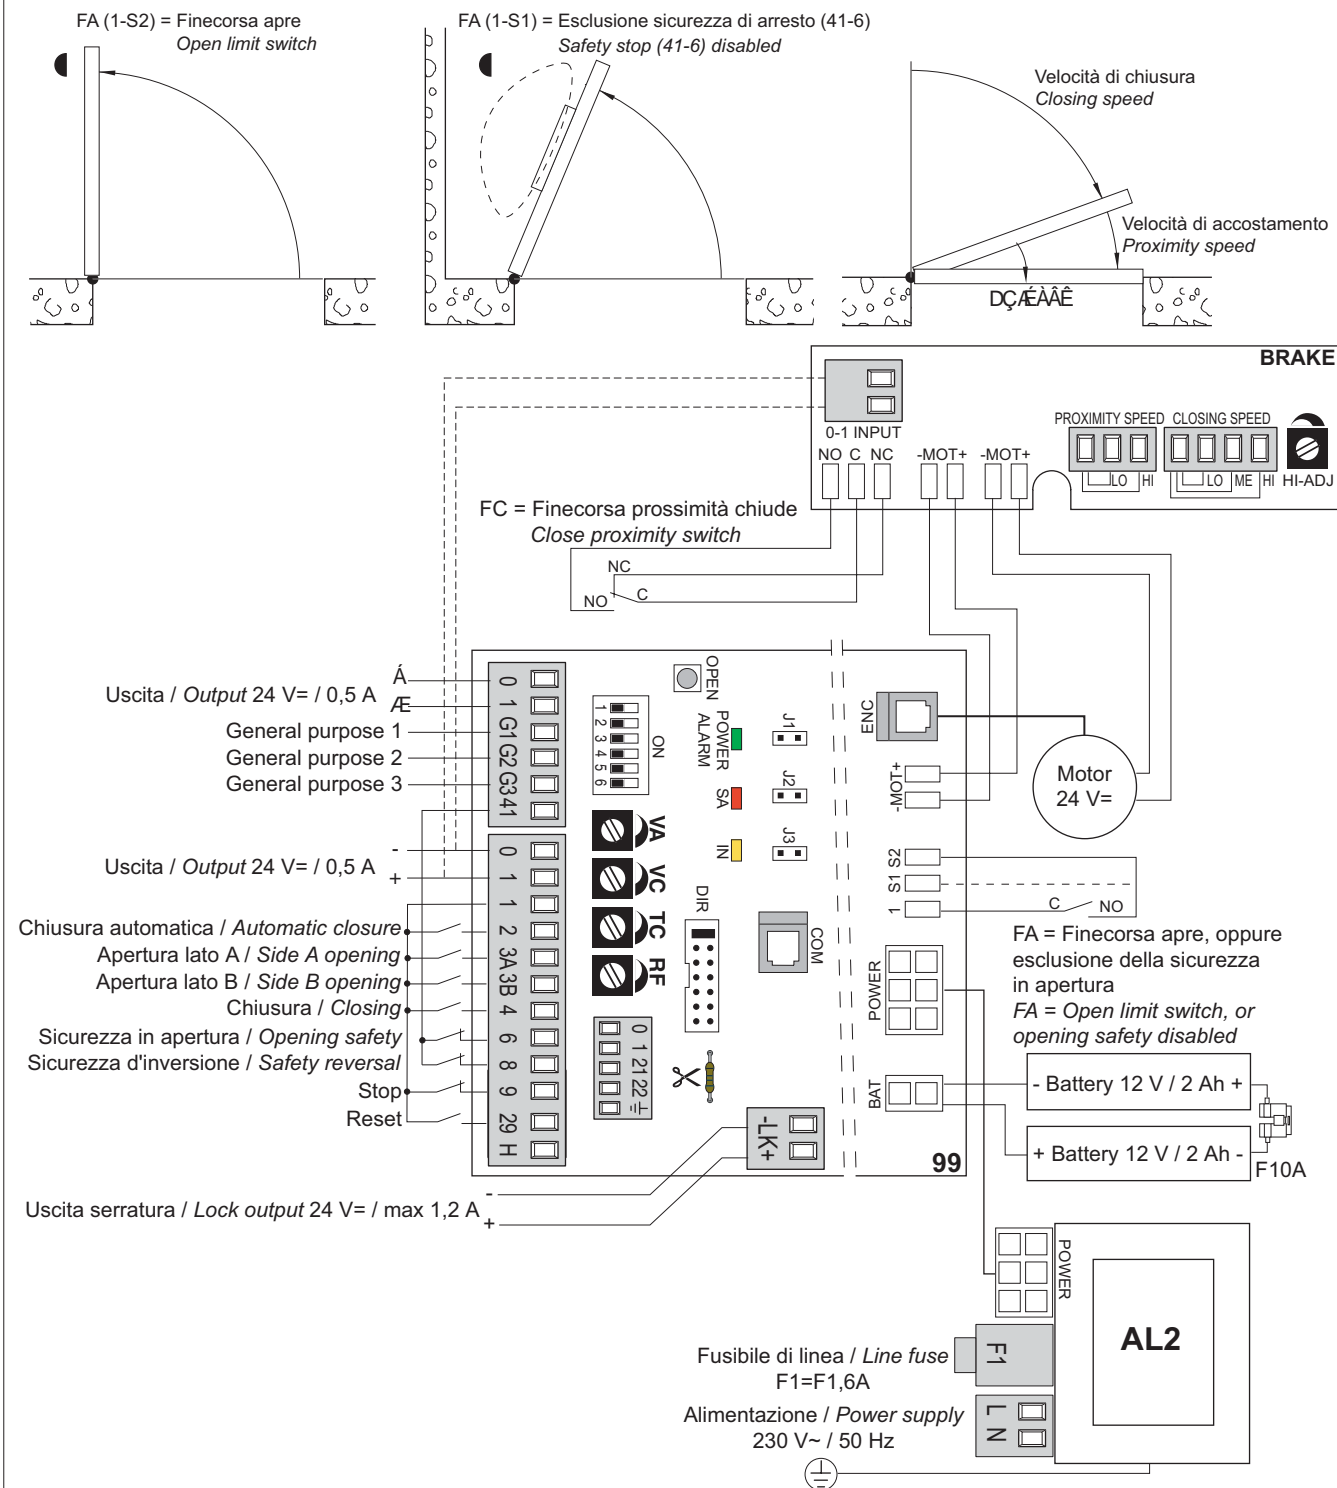 FA (1-S2) = Finecorsa apre
Open limit switch
FA (1-S1) = Esclusione sicurezza di arresto (41-6)
Safety stop (41-6) disabled
Velocità di chiusura
Closing speed
Velocità di accostamento
Proximity speed
DÇÆÉÀÂÊ
BRAKE
0-1 INPUT
PROXIMITY SPEED
CLOSING SPEED
LO HI
LO ME HI
HI-ADJ
NO C NC
-MOT+
-MOT+
FC = Finecorsa prossimità chiude
Close proximity switch
NC
NO
C
Á
Uscita / Output 24 V= / 0,5 A
Æ
General purpose 1
General purpose 2
General purpose 3
0
1
G1
G2
G3
41
-
Uscita / Output 24 V= / 0,5 A
+
Chiusura automatica / Automatic closure
Apertura lato A / Side A opening
Apertura lato B / Side B opening
Chiusura / Closing
Sicurezza in apertura / Opening safety
Sicurezza d'inversione / Safety reversal
Stop
Reset
0
1
1
2
3A
3B
4
6
8
9
29
H
1
2
3
4
5
6
ON
OPEN
POWER
ALARM
SA
IN
J1
J2
J3
VA
VC
TC
RF
DIR
COM
0 1 21 22
-LK+
ENC
-MOT+
1 S1 S2
POWER
BAT
99
Motor
24 V=
C
NO
FA = Finecorsa apre, oppure
esclusione della sicurezza
in apertura
FA = Open limit switch, or
opening safety disabled
- Battery 12 V / 2 Ah +
+ Battery 12 V / 2 Ah -
F10A
Uscita serratura / Lock output 24 V= / max 1,2 A
-
+
POWER
AL2
F1
Fusibile di linea / Line fuse
F1=F1,6A
L N
Alimentazione / Power supply
230 V~ / 50 Hz